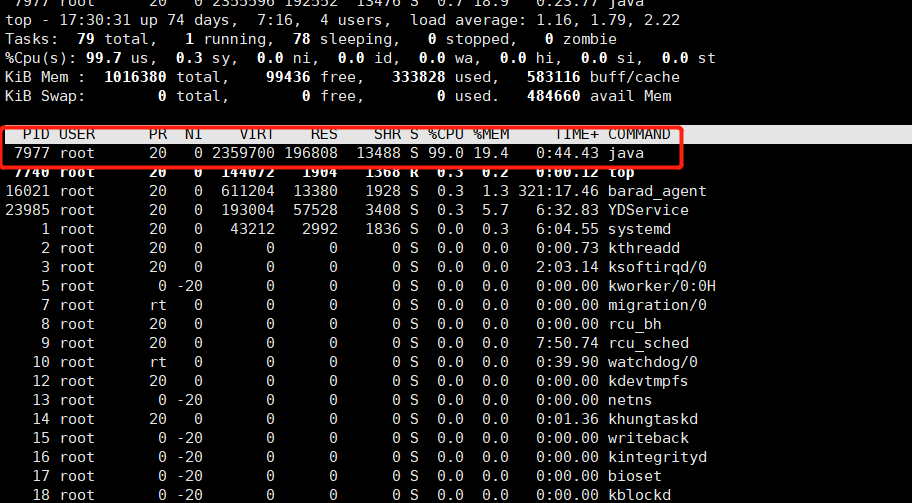 7977 root 20 0 2355596 192552 13476 S 0.7 18.9 0:23.77 java
top - 17:30:31 up 74 days,  7:16,  4 users,  load average: 1.16, 1.79, 2.22
Tasks:  79 total,   1 running,  78 sleeping,   0 stopped,   0 zombie
%Cpu(s): 99.7 us,  0.3 sy,  0.0 ni,  0.0 id,  0.0 wa,  0.0 hi,  0.0 si,  0.0 st
KiB Mem :  1016380 total,    99436 free,   333828 used,   583116 buff/cache
KiB Swap:        0 total,        0 free,        0 used.   484660 avail Mem
PID USER      PR  NI    VIRT    RES    SHR S %CPU %MEM     TIME+ COMMAND
7977 root      20   0 2359700 196808  13488 S 99.0 19.4   0:44.43 java
7740 root      20   0  144072   1904   1368 R  0.3  0.2   0:00.12 top
16021 root      20   0  611204  13380   1928 S  0.3  1.3 321:17.46 barad_agent
23985 root      20   0  193004  57528   3408 S  0.3  5.7   6:32.83 YDService
1 root      20   0   43212   2992   1836 S  0.0  0.3   6:04.55 systemd
2 root      20   0       0      0      0 S  0.0  0.0   0:00.73 kthreadd
3 root      20   0       0      0      0 S  0.0  0.0   2:03.14 ksoftirqd/0
5 root       0 -20       0      0      0 S  0.0  0.0   0:00.00 kworker/0:0H
7 root      rt   0       0      0      0 S  0.0  0.0   0:00.00 migration/0
8 root      20   0       0      0      0 S  0.0  0.0   0:00.00 rcu_bh
9 root      20   0       0      0      0 S  0.0  0.0   7:50.74 rcu_sched
10 root      rt   0       0      0      0 S  0.0  0.0   0:39.90 watchdog/0
12 root      20   0       0      0      0 S  0.0  0.0   0:00.00 kdevtmpfs
13 root       0 -20       0      0      0 S  0.0  0.0   0:00.00 netns
14 root      20   0       0      0      0 S  0.0  0.0   0:01.36 khungtaskd
15 root       0 -20       0      0      0 S  0.0  0.0   0:00.00 writeback
16 root       0 -20       0      0      0 S  0.0  0.0   0:00.00 kintegrityd
17 root       0 -20       0      0      0 S  0.0  0.0   0:00.00 bioset
18 root       0 -20       0      0      0 S  0.0  0.0   0:00.00 kblockd